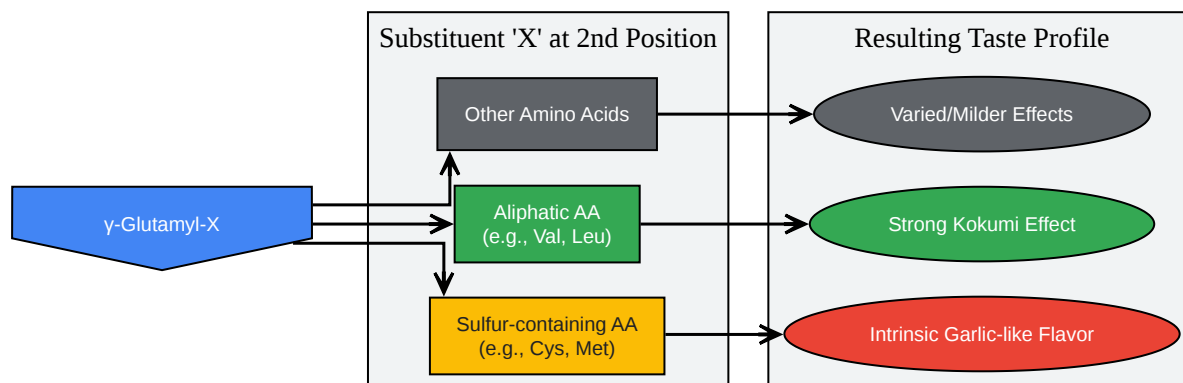 Substituent 'X' at 2nd Position
Resulting Taste Profile
Other Amino Acids
Varied/Milder Effects
γ-Glutamyl-X
Aliphatic AA
(e.g., Val, Leu)
Strong Kokumi Effect
Sulfur-containing AA
(e.g., Cys, Met)
Intrinsic Garlic-like Flavor